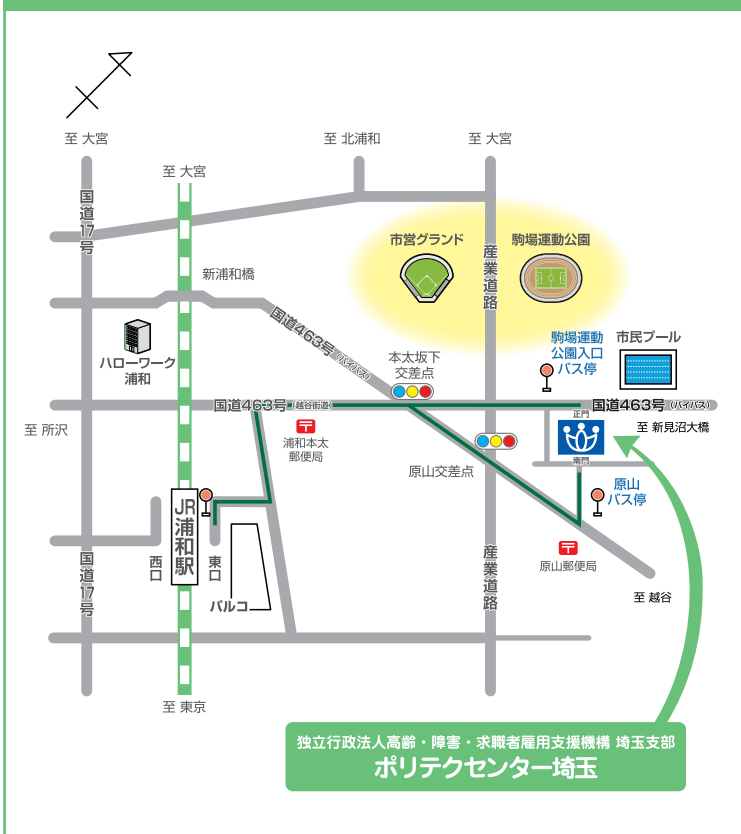 至 大宮
至 北浦和
至 大宮
至 大宮
国道17号
市営グランド
駒場運動公園
産業道路
新浦和橋
国道463号(バイパス)
駒場運動
公園入口
バス停
市民プール
本太坂下
交差点
ハローワーク
浦和
国道463号(越谷街道)
国道463号(バイパス)
正門
至 新見沼大橋
至 所沢
浦和本太
郵便局
原山交差点
東門
原山
バス停
JR浦和駅
西口
東口
国道17号
産業道路
原山郵便局
パルコ
至 越谷
至 東京
独立行政法人高齢・障害・求職者雇用支援機構 埼玉支部
ポリテクセンター埼玉